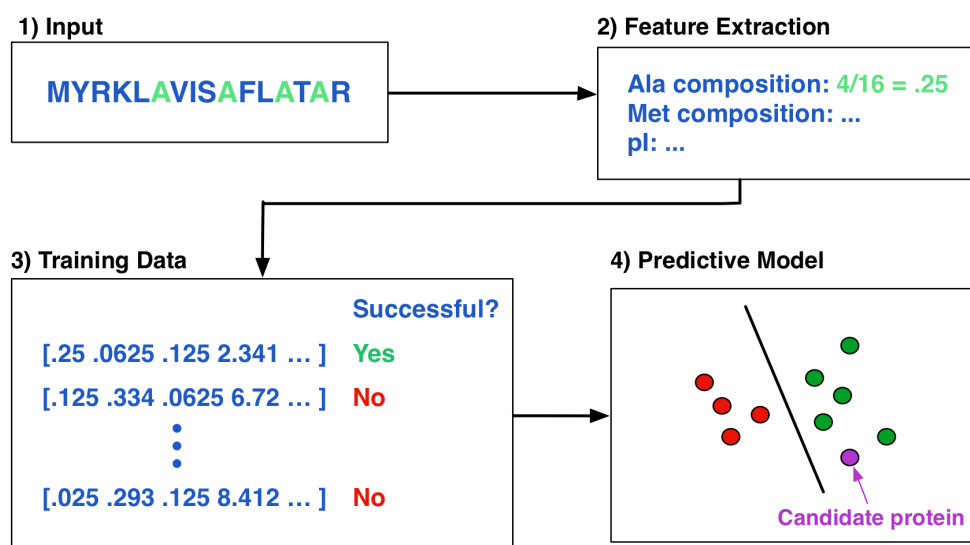 1) Input
MYRKLAVISAFLATAR
2) Feature Extraction
Ala composition: 4/16 = .25
Met composition: ...
pI: ...
3) Training Data
Successful?
[.25 .0625 .125 2.341 ... ] Yes
[.125 .334 .0625 6.72 ... ] No
[.025 .293 .125 8.412 ... ] No
4) Predictive Model
Candidate protein